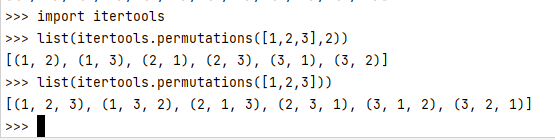 >>> import itertools
>>> list(itertools.permutations([1,2,3],2))
[(1, 2), (1, 3), (2, 1), (2, 3), (3, 1), (3, 2)]
>>> list(itertools.permutations([1,2,3]))
[(1, 2, 3), (1, 3, 2), (2, 1, 3), (2, 3, 1), (3, 1, 2), (3, 2, 1)]
>>>